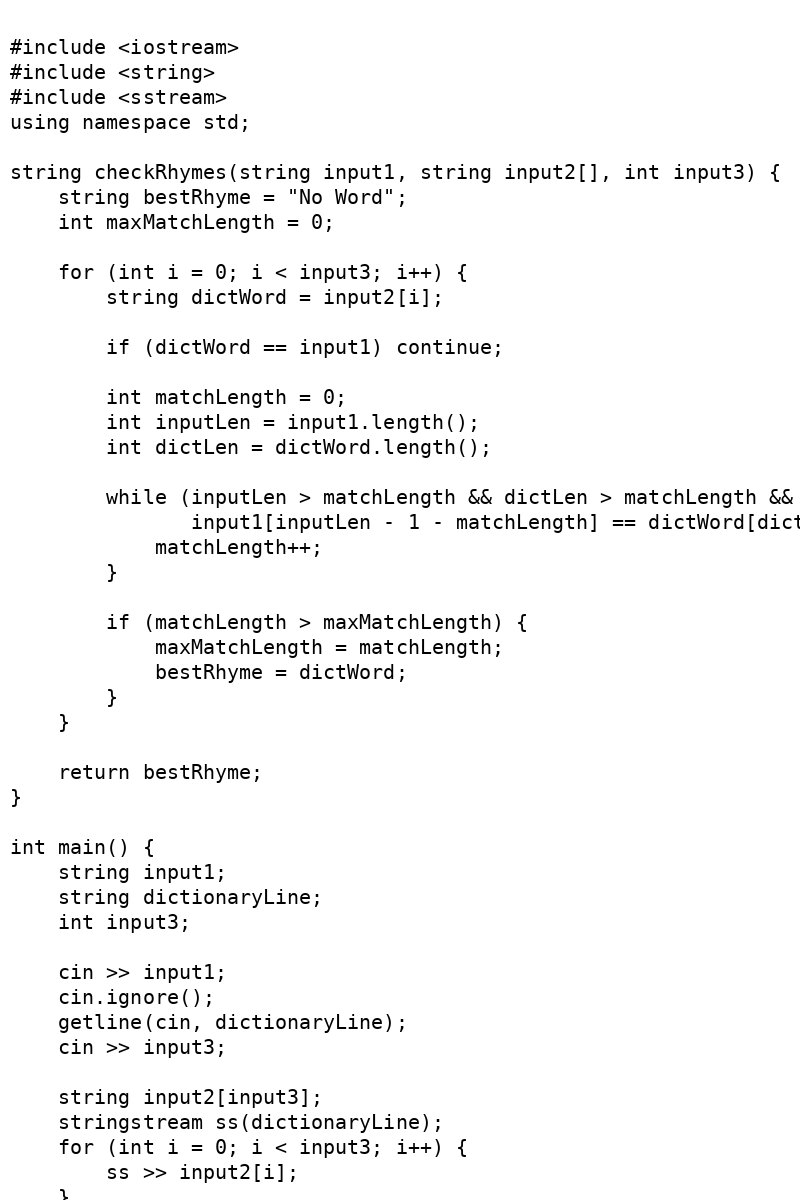 #include <iostream>
#include <string>
#include <sstream>
using namespace std;

string checkRhymes(string input1, string input2[], int input3) {
    string bestRhyme = "No Word";
    int maxMatchLength = 0;

    for (int i = 0; i < input3; i++) {
        string dictWord = input2[i];

        if (dictWord == input1) continue;

        int matchLength = 0;
        int inputLen = input1.length();
        int dictLen = dictWord.length();

        while (inputLen > matchLength && dictLen > matchLength &&
               input1[inputLen - 1 - matchLength] == dictWord[dict
            matchLength++;
        }

        if (matchLength > maxMatchLength) {
            maxMatchLength = matchLength;
            bestRhyme = dictWord;
        }
    }

    return bestRhyme;
}

int main() {
    string input1;
    string dictionaryLine;
    int input3;

    cin >> input1;
    cin.ignore();
    getline(cin, dictionaryLine);
    cin >> input3;

    string input2[input3];
    stringstream ss(dictionaryLine);
    for (int i = 0; i < input3; i++) {
        ss >> input2[i];
    }